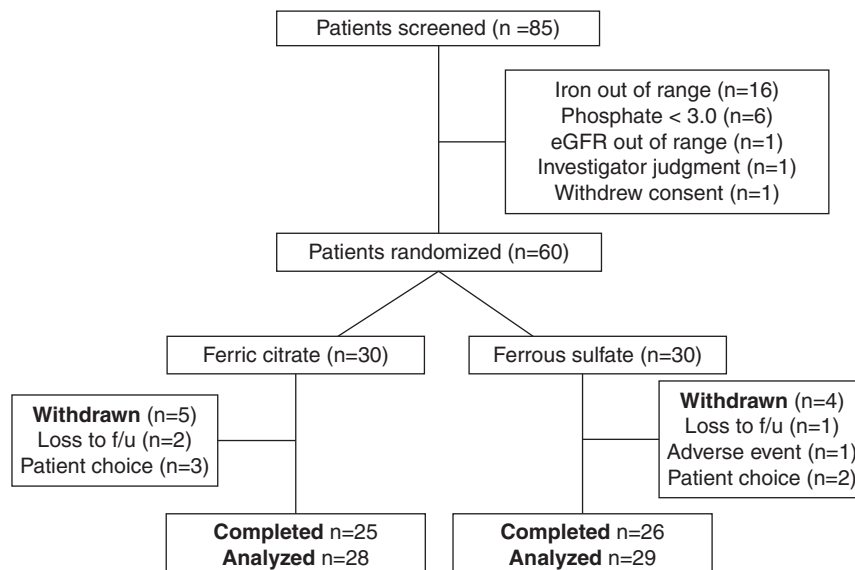 Patients screened (n =85)
Iron out of range (n=16)
Phosphate < 3.0 (n=6)
eGFR out of range (n=1)
Investigator judgment (n=1)
Withdrew consent (n=1)
Patients randomized (n=60)
Ferric citrate (n=30)
Ferrous sulfate (n=30)
Withdrawn (n=5)
Loss to f/u (n=2)
Patient choice (n=3)
Withdrawn (n=4)
Loss to f/u (n=1)
Adverse event (n=1)
Patient choice (n=2)
Completed n=25
Analyzed n=28
Completed n=26
Analyzed n=29